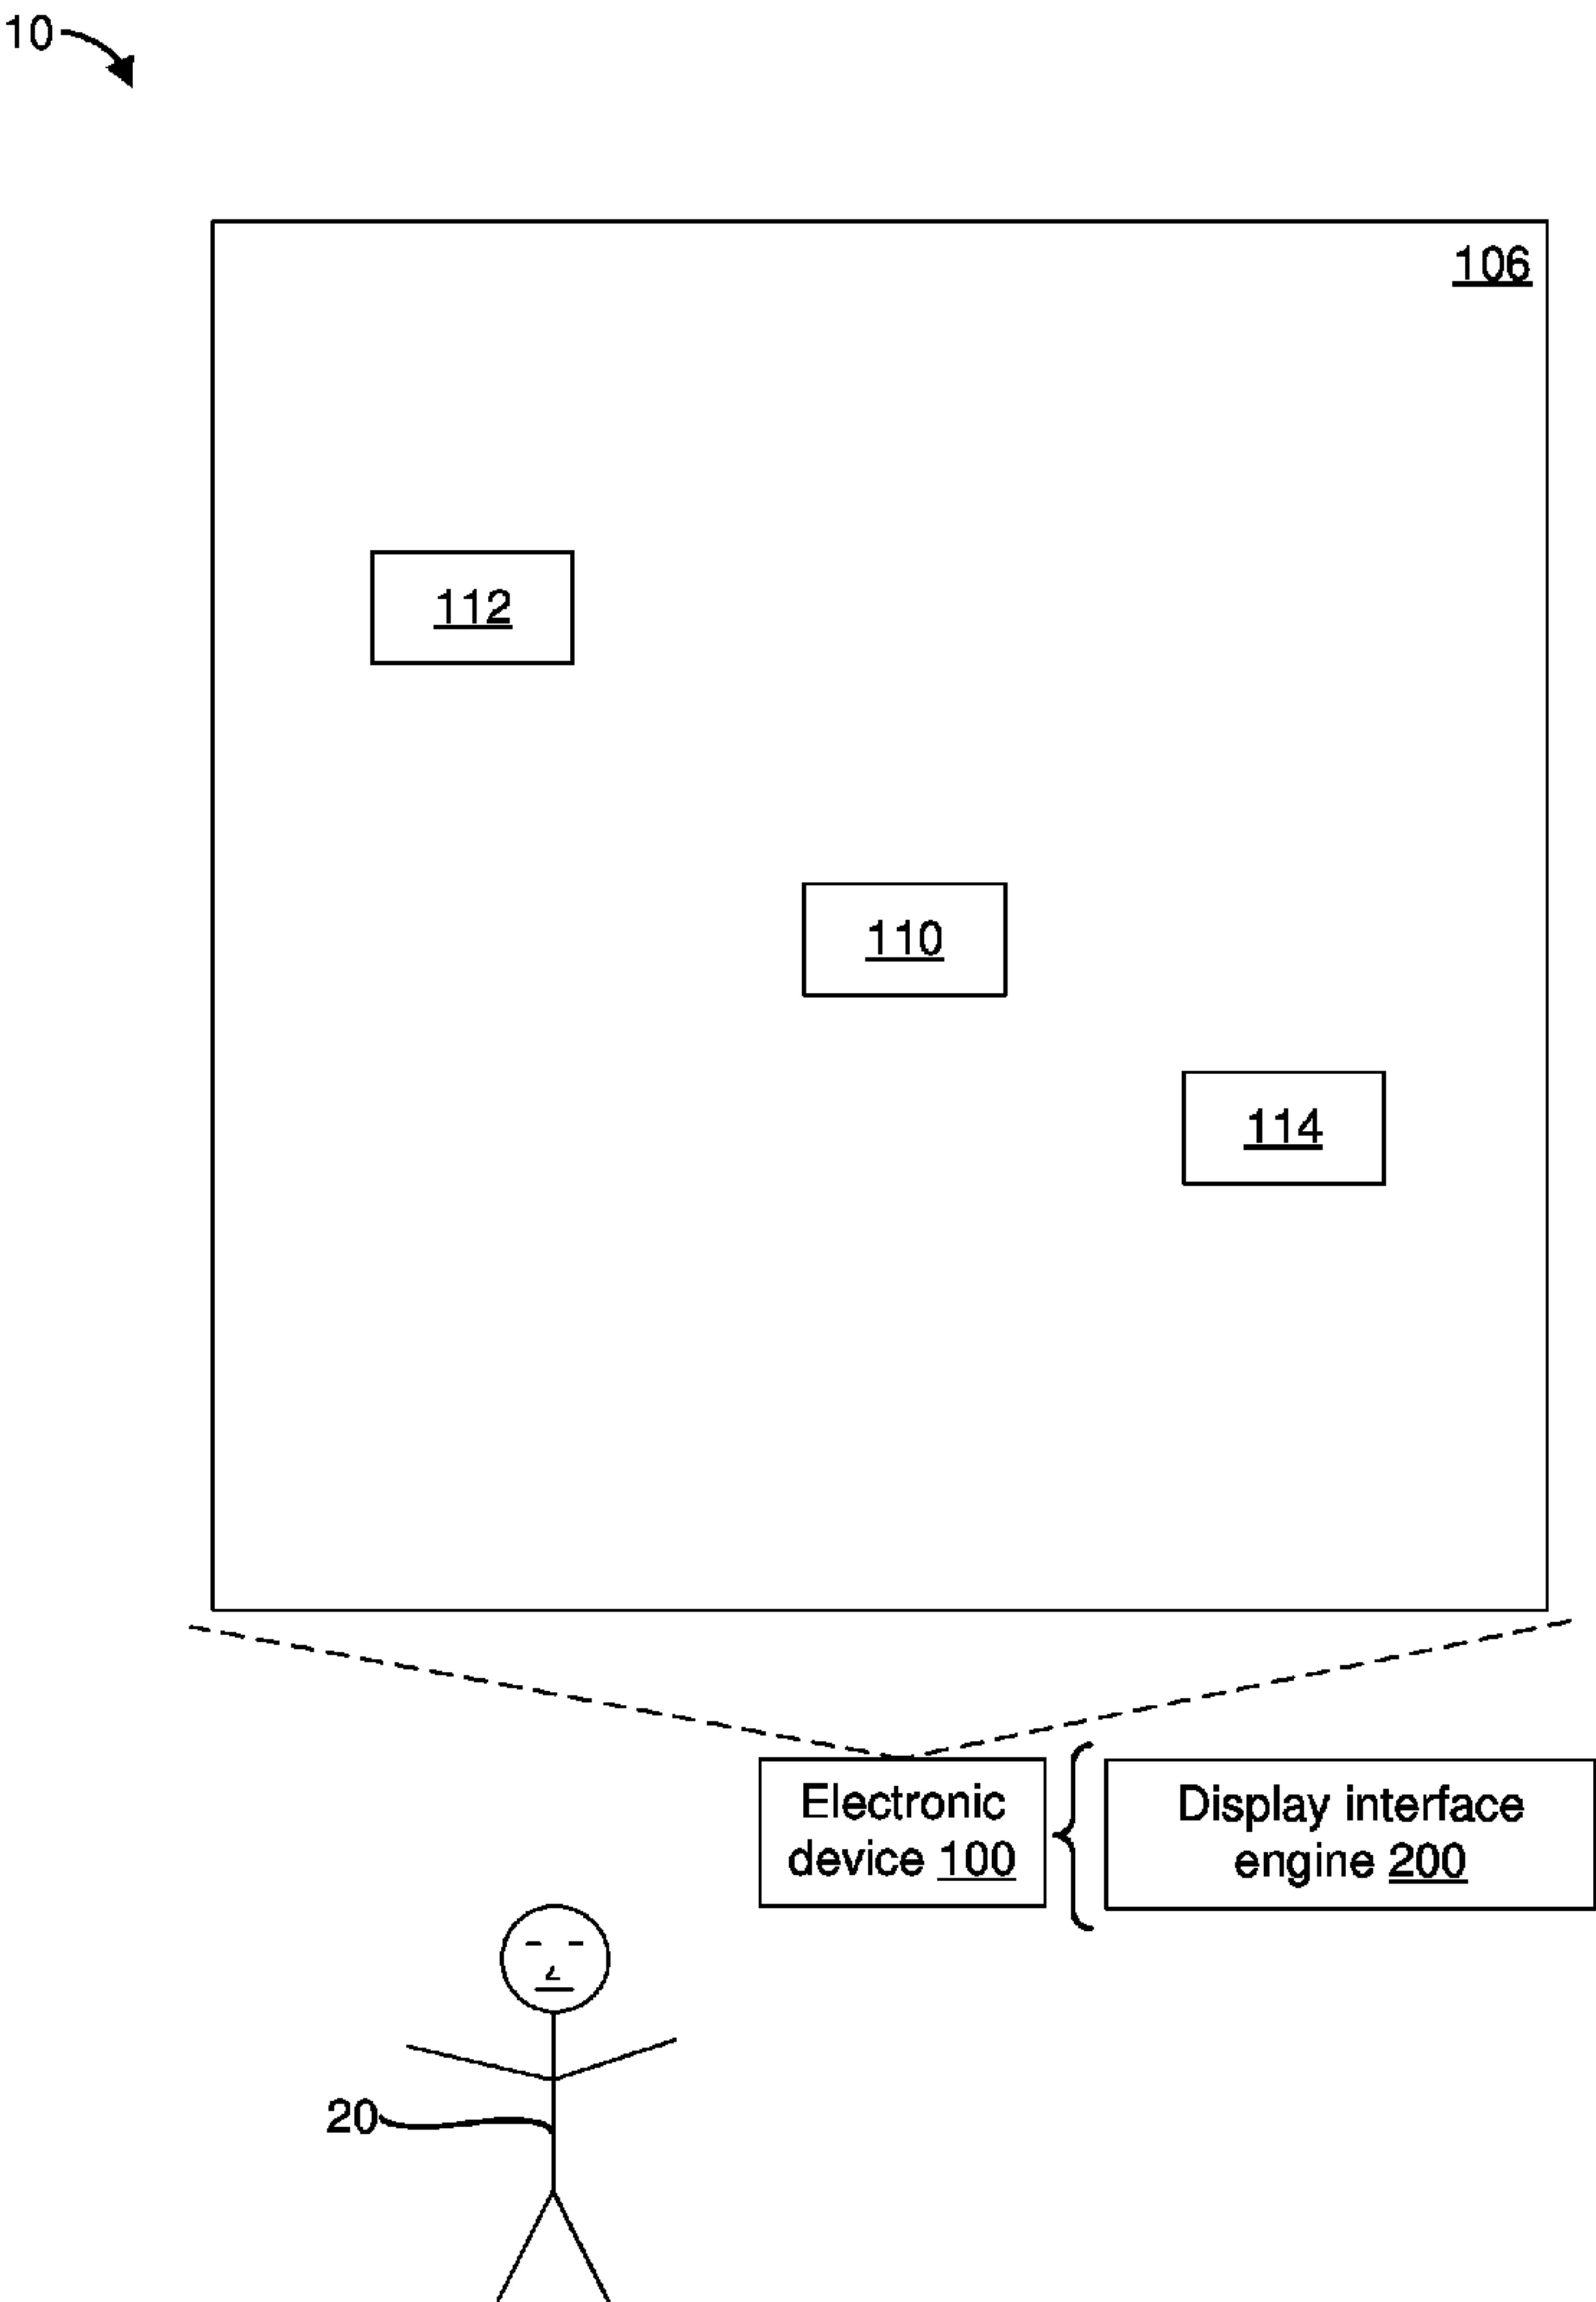 10
106
112
110
114
Electronic
device 100
Display interface
engine 200
20